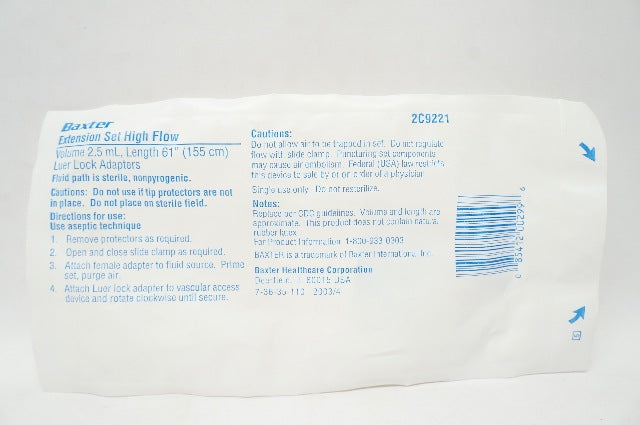 Baxter
Extension Set High Flow
Volume 2.5 mL, Length 61" (155 cm)
Luer Lock Adapters
Fluid path is sterile, nonpyrogenic.
Cautions: Do not use if tip protectors are not
in place. Do not place on sterile field.
Directions for use:
Use aseptic technique
1. Remove protectors as required.
2. Open and close slide clamp as required.
3. Attach female adapter to fluid source. Prime
set, purge air.
4. Attach Luer lock adapter to vascular access
device and rotate clockwise until secure.
2C9221
Cautions:
Do not allow air to be trapped in set. Do not regulate
flow with slide clamp. Puncturing set components
may cause air embolism. Federal (USA) law restricts
this device to sale by or on order of a physician.
Single use only. Do not resterilize.
Notes:
Replace per CDC guidelines. Volume and length are
approximate. This product does not contain natural
rubber latex
For Product Information 1-800-933-0303
BAXTER is a trademark of Baxter International Inc.
Baxter Healthcare Corporation
Deerfield, IL 60015 USA
7-36-35-110 2003/4